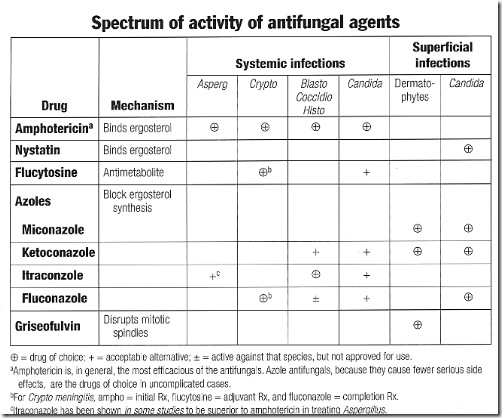 Spectrum of activity of antifungal agents
Systemic infections
Superficial
infections
Drug
Mechanism
Asperg
Crypto
Blasto
Coccidio
Histo
Candida
Dermato-
phytes
Candida
Amphotericinᵃ Binds ergosterol ⊕ ⊕ ⊕ ⊕
Nystatin Binds ergosterol ⊕
Flucytosine Antimetabolite ⊕ᵇ +
Azoles Block ergosterol
synthesis
Miconazole ⊕ ⊕
Ketoconazole + + ⊕ ⊕
Itraconzole +ᶜ ⊕ +
Fluconazole ⊕ᵇ ± + ⊕
Griseofulvin Disrupts mitotic
spindles ⊕
⊕ = drug of choice; + = acceptable alternative; ± = active against that species, but not approved for use.
ᵃAmphotericin is, in general, the most efficacious of the antifungals. Azole antifungals, because they cause fewer serious side
effects, are the drugs of choice in uncomplicated cases.
ᵇFor Crypto meningitis, ampho = initial Rx, flucytosine = adjuvant Rx, and fluconazole = completion Rx.
ᶜItraconazole has been shown in some studies to be superior to amphotericin in treating Aspergillus.